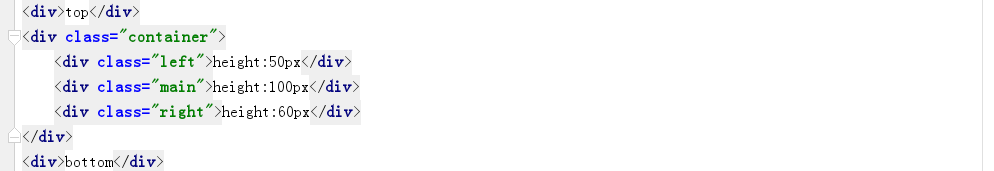 <div>top</div>
<div class="container">
<div class="left">height:50px</div>
<div class="main">height:100px</div>
<div class="right">height:60px</div>
</div>
<div>bottom</div>